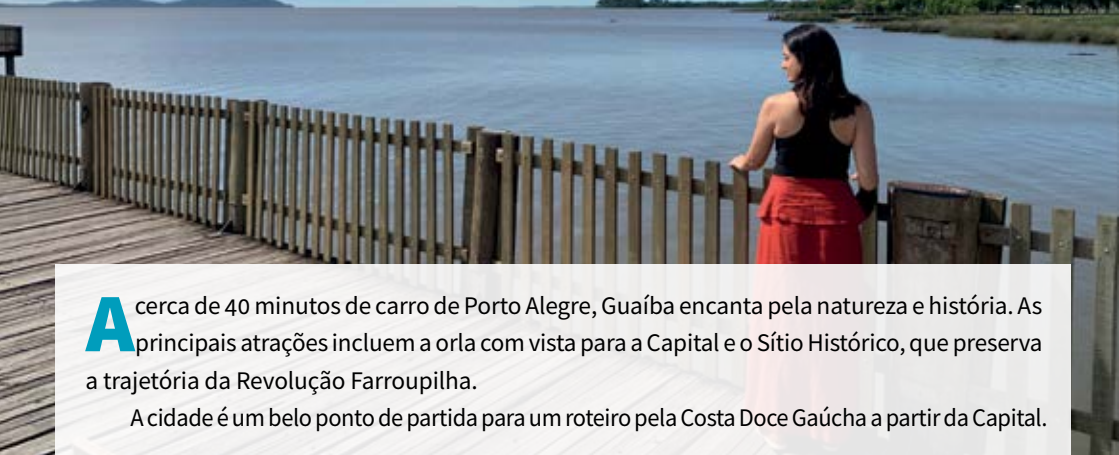 A cerca de 40 minutos de carro de Porto Alegre, Guaíba encanta pela natureza e história. As
principais atrações incluem a orla com vista para a Capital e o Sítio Histórico, que preserva
a trajetória da Revolução Farroupilha.
A cidade é um belo ponto de partida para um roteiro pela Costa Doce Gaúcha a partir da Capital.